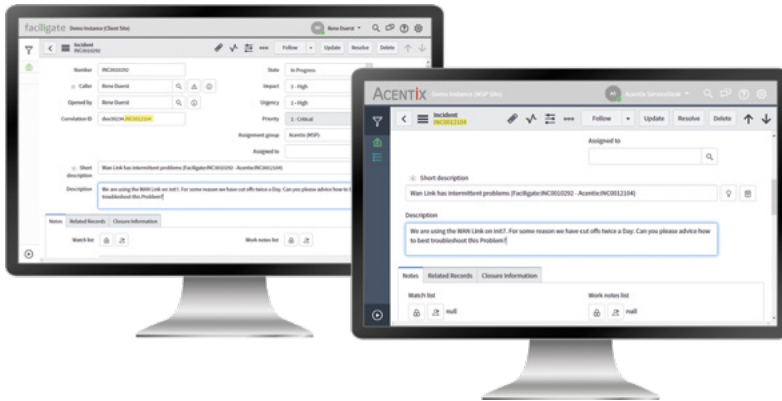 faciligate Demo Instance (Client Site)
Rene Duerst
Incident
INC0010292
Follow
Update
Resolve
Delete
Number
INC0010292
State
In Progress
Caller
Rene Duerst
Impact
1 - High
Opened by
Rene Duerst
Urgency
1 - High
Correlation ID
INC0012104
Priority
1 - Critical
Assignment group
Acentix (MSP)
Assigned to
Short description
Wan Link has intermittent problems (Faciligate:INC0010292 - Acentix:INC0012104)
Description
We are using the WAN Link on init7. For some reason we have cut offs twice a Day. Can you please advice how to
troubleshoot this Problem?
Notes
Related Records
Closure Information
Watch list
Work notes list
ACENTIX Demo Instance (MSP Site)
Acentix ServiceDesk
Incident
INC0012104
Follow
Update
Resolve
Delete
Assigned to
Short description
Wan Link has intermittent problems (Faciligate:INC0010292 - Acentix:INC0012104)
Description
We are using the WAN Link on init7. For some reason we have cut offs twice a Day. Can you please advice how
to best troubleshoot this Problem?
Notes
Related Records
Closure Information
Watch list
null
Work notes list
null